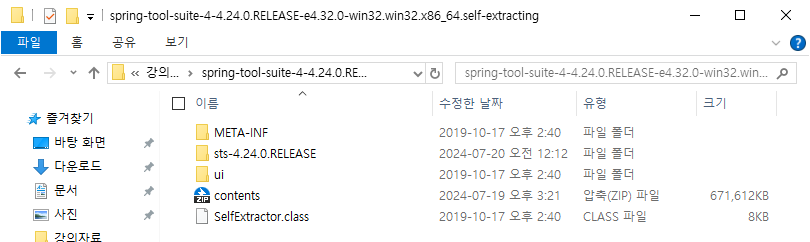 spring-tool-suite-4-4.24.0.RELEASE-e4.32.0-win32.win32.x86_64.self-extracting
파일 홈 공유 보기
« 강의... › spring-tool-suite-4-4.24.0.RE... spring-tool-suite-4-4.24.0.RELEASE-e4.32.0-win32.win...
이름 수정한 날짜 유형 크기
즐겨찾기
바탕 화면
다운로드
문서
사진
강의자료
META-INF 2019-10-17 오후 2:40 파일 폴더
sts-4.24.0.RELEASE 2024-07-20 오전 12:12 파일 폴더
ui 2019-10-17 오후 2:40 파일 폴더
contents 2024-07-19 오후 3:21 압축(ZIP) 파일 671,612KB
ZIP
SelfExtractor.class 2019-10-17 오후 2:40 CLASS 파일 8KB